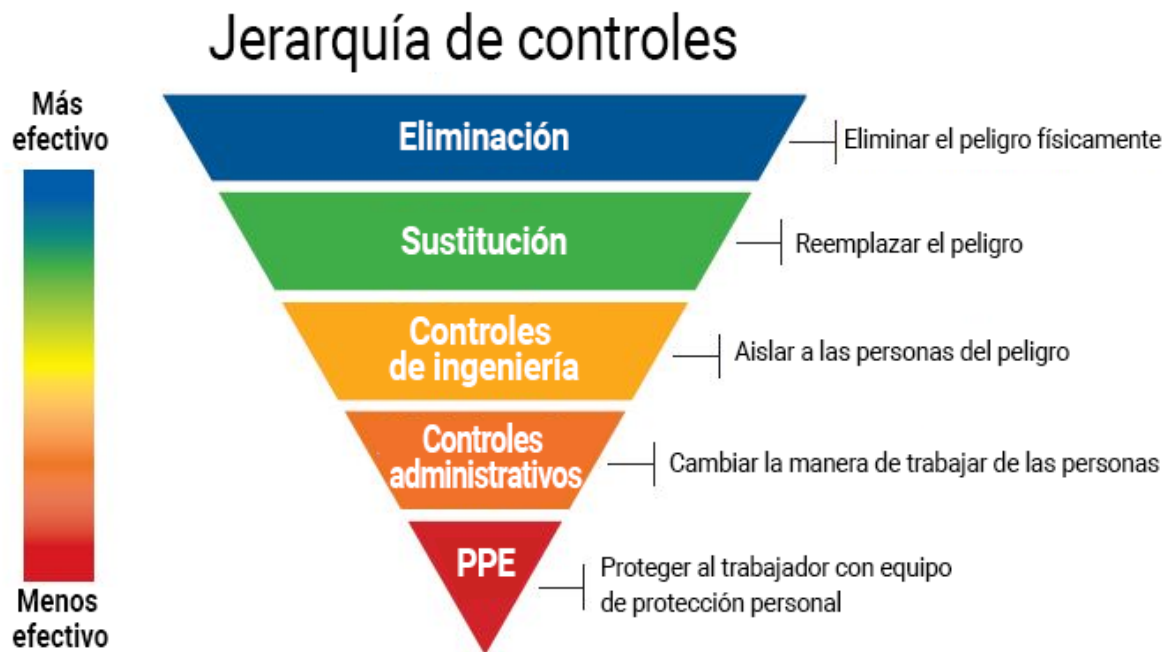 Jerarquía de controles
Más
efectivo
Eliminación
Eliminar el peligro físicamente
Sustitución
Reemplazar el peligro
Controles
de ingeniería
Aislar a las personas del peligro
Controles
administrativos
Cambiar la manera de trabajar de las personas
PPE
Proteger al trabajador con equipo
de protección personal
Menos
efectivo